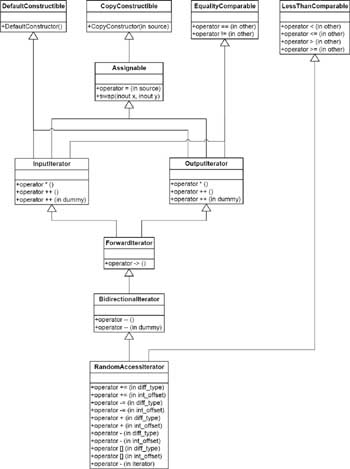 DefaultConstructible
+DefaultConstructor()
CopyConstructible
+CopyConstructor(in source)
EqualityComparable
+operator == (in other)
+operator != (in other)
LessThanComparable
+operator < (in other)
+operator <= (in other)
+operator > (in other)
+operator >= (in other)
Assignable
+operator = (in source)
+swap(inout x, inout y)
InputIterator
+operator * ()
+operator ++ ()
+operator ++ (in dummy)
OutputIterator
+operator * ()
+operator ++ ()
+operator ++ (in dummy)
ForwardIterator
+operator -> ()
BidirectionalIterator
+operator -- ()
+operator -- (in dummy)
RandomAccessIterator
+operator += (in diff_type)
+operator += (in int_offset)
+operator -= (in diff_type)
+operator -= (in int_offset)
+operator + (in diff_type)
+operator + (in int_offset)
+operator - (in diff_type)
+operator - (in int_offset)
+operator [] (in diff_type)
+operator [] (in int_offset)
+operator - (in iterator)